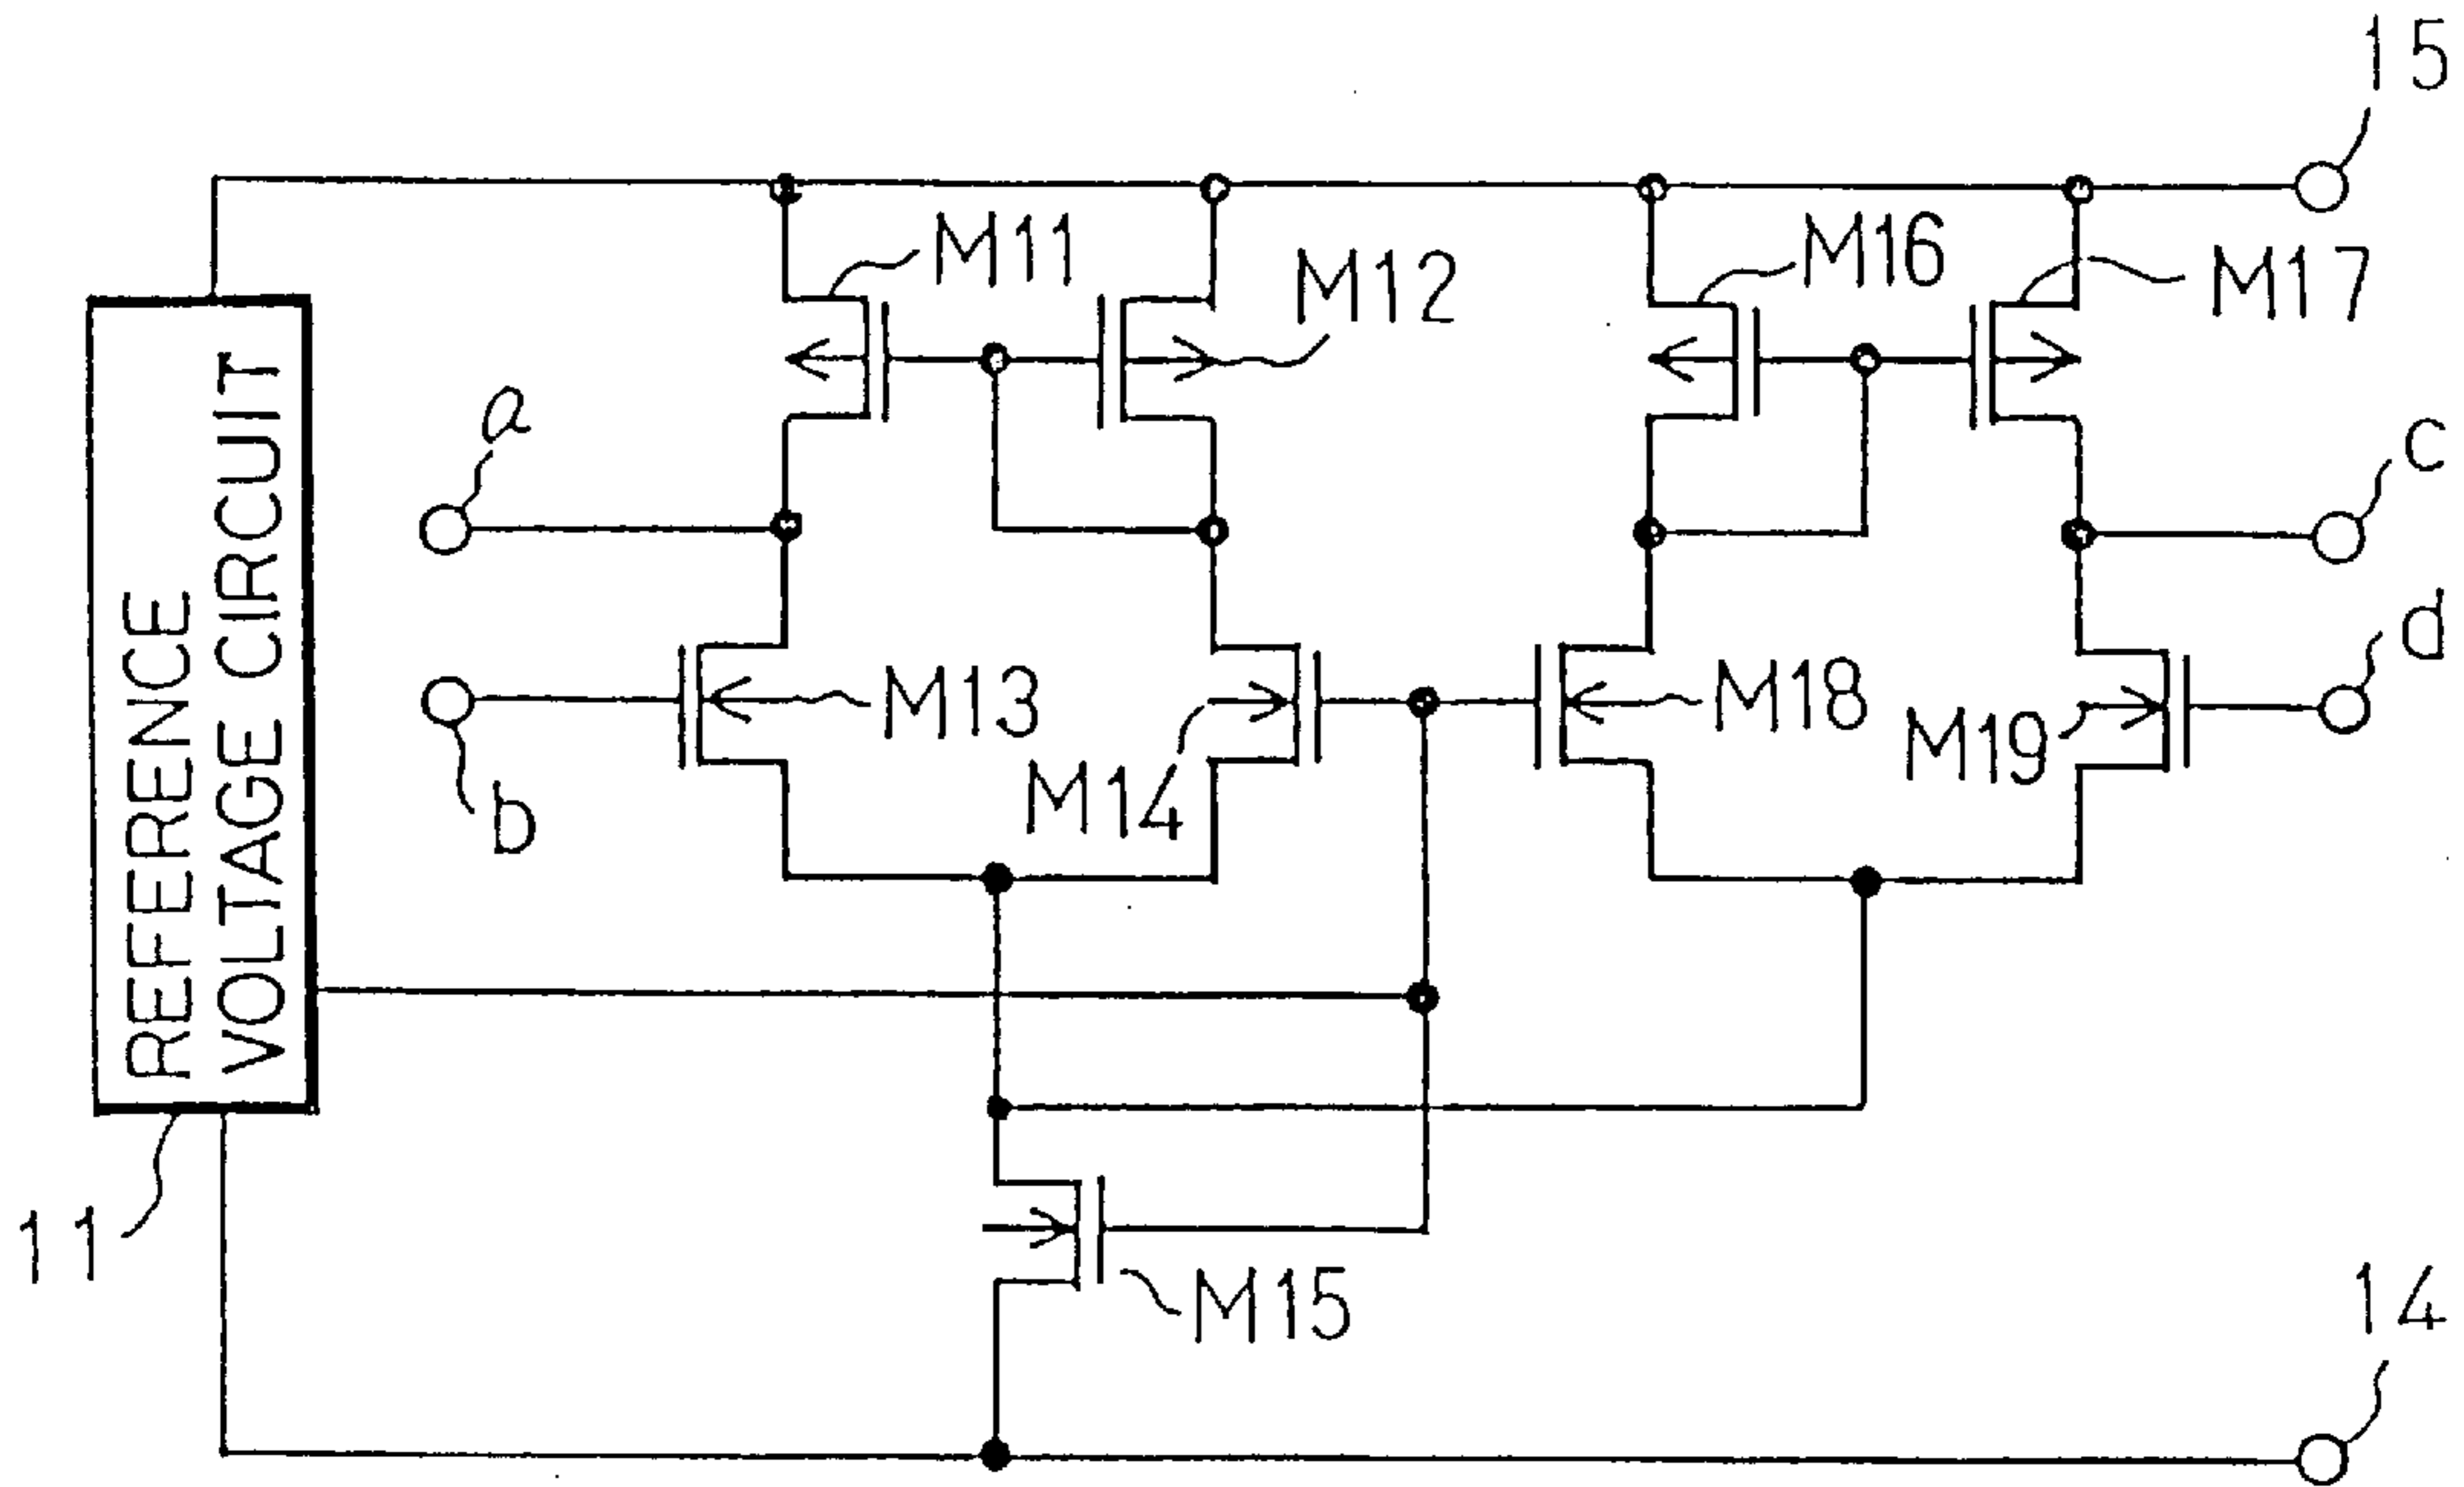 15
M11
M12
M16
M17
a
c
REFERENCE
VOLTAGE CIRCUIT
d
M13
M18
M14
M19
b
11
M15
14